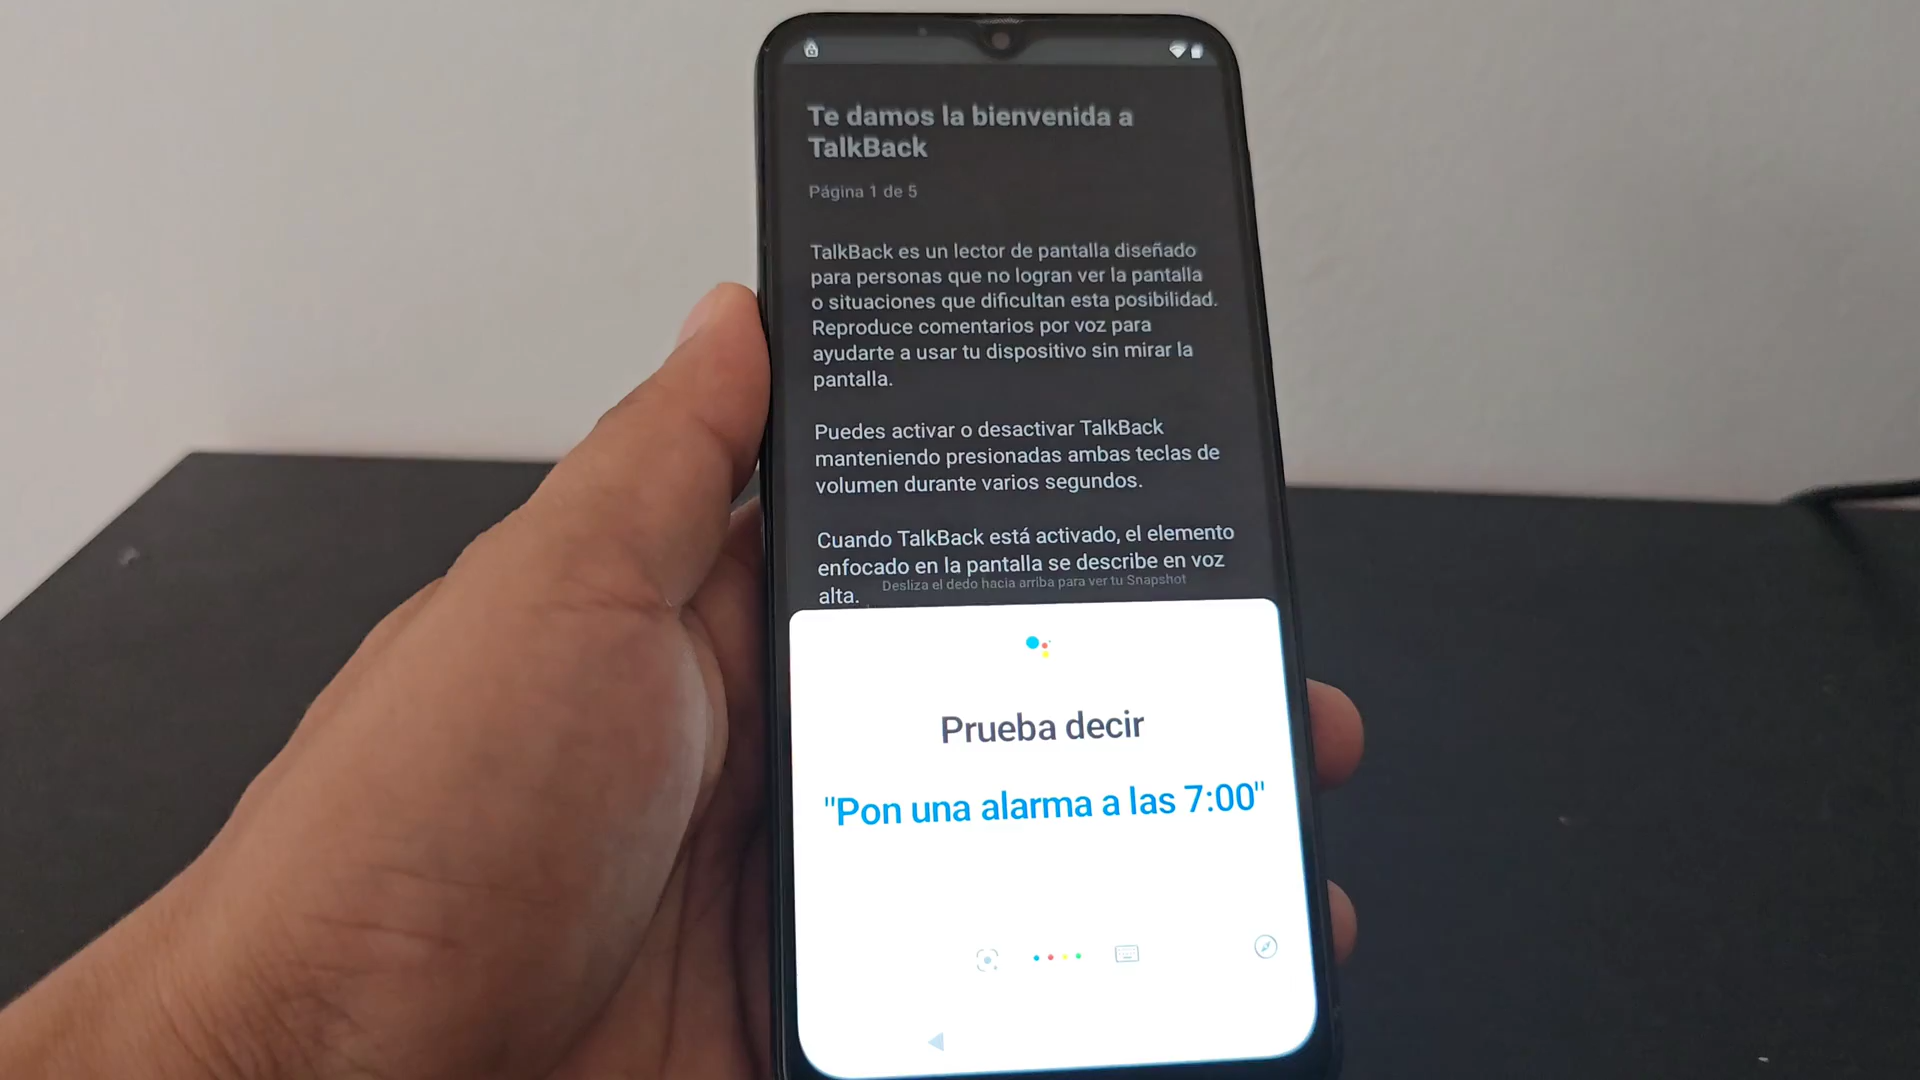 Te damos la bienvenida a
TalkBack
Página 1 de 5
TalkBack es un lector de pantalla diseñado
para personas que no logran ver la pantalla
o situaciones que dificultan esta posibilidad.
Reproduce comentarios por voz para
ayudarte a usar tu dispositivo sin mirar la
pantalla.
Puedes activar o desactivar TalkBack
manteniendo presionadas ambas teclas de
volumen durante varios segundos.
Cuando TalkBack está activado, el elemento
enfocado en la pantalla se describe en voz
alta.
Desliza el dedo hacia arriba para ver tu Snapshot
Prueba decir
"Pon una alarma a las 7:00"